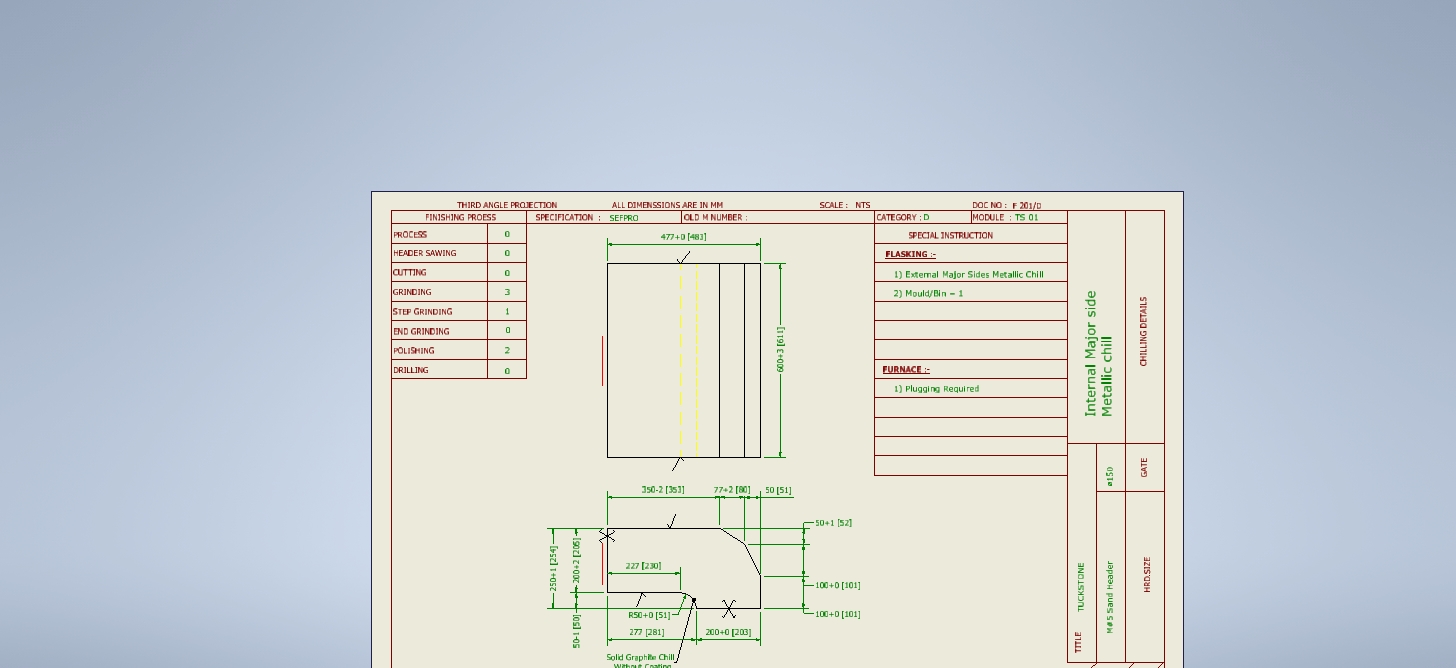 THIRD ANGLE PROJECTION ALL DIMENSSIONS ARE IN MM SCALE : NTS DOC NO : F 201/D
FINISHING PROESS SPECIFICATION : SEFPRO OLD M NUMBER : CATEGORY : D MODULE : TS 01
PROCESS 0
HEADER SAWING 0
CUTTING 0
GRINDING 3
STEP GRINDING 1
END GRINDING 0
POLISHING 2
DRILLING 0
477+0 [483]
600+3 [611]
SPECIAL INSTRUCTION
FLASKING :-
1) External Major Sides Metallic Chill
2) Mould/Bin = 1
FURNACE :-
1) Plugging Required
Internal Major side
Metallic chill
CHILLING DETAILS
ø150
GATE
TITLE TUCKSTONE
M#5 Sand Header
HRD.SIZE
350-2 [353] 77+2 [80] 50 [51]
50+1 [52]
250+1 [254]
200+2 [205]
227 [230]
100+0 [101]
R50+0 [51]
100+0 [101]
50-1 [50]
277 [281] 200+0 [203]
Solid Graphite Chill
Without Coating